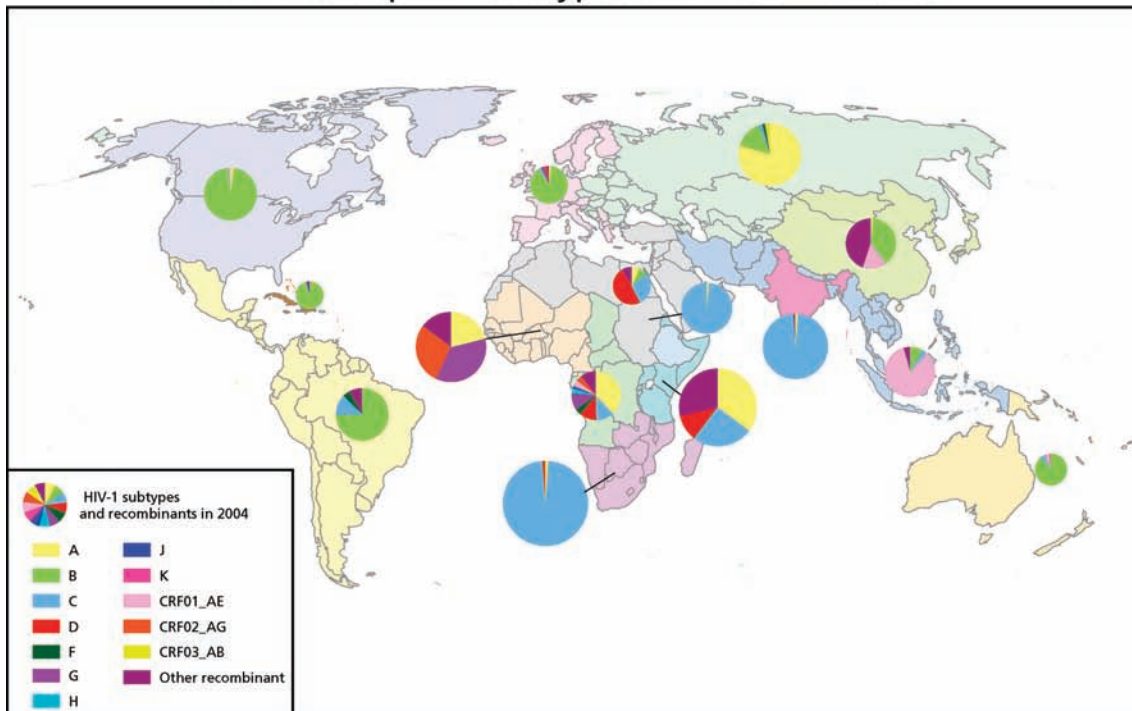 HIV-1 subtypes
and recombinants in 2004
A
B
C
D
F
G
H
J
K
CRF01_AE
CRF02_AG
CRF03_AB
Other recombinant